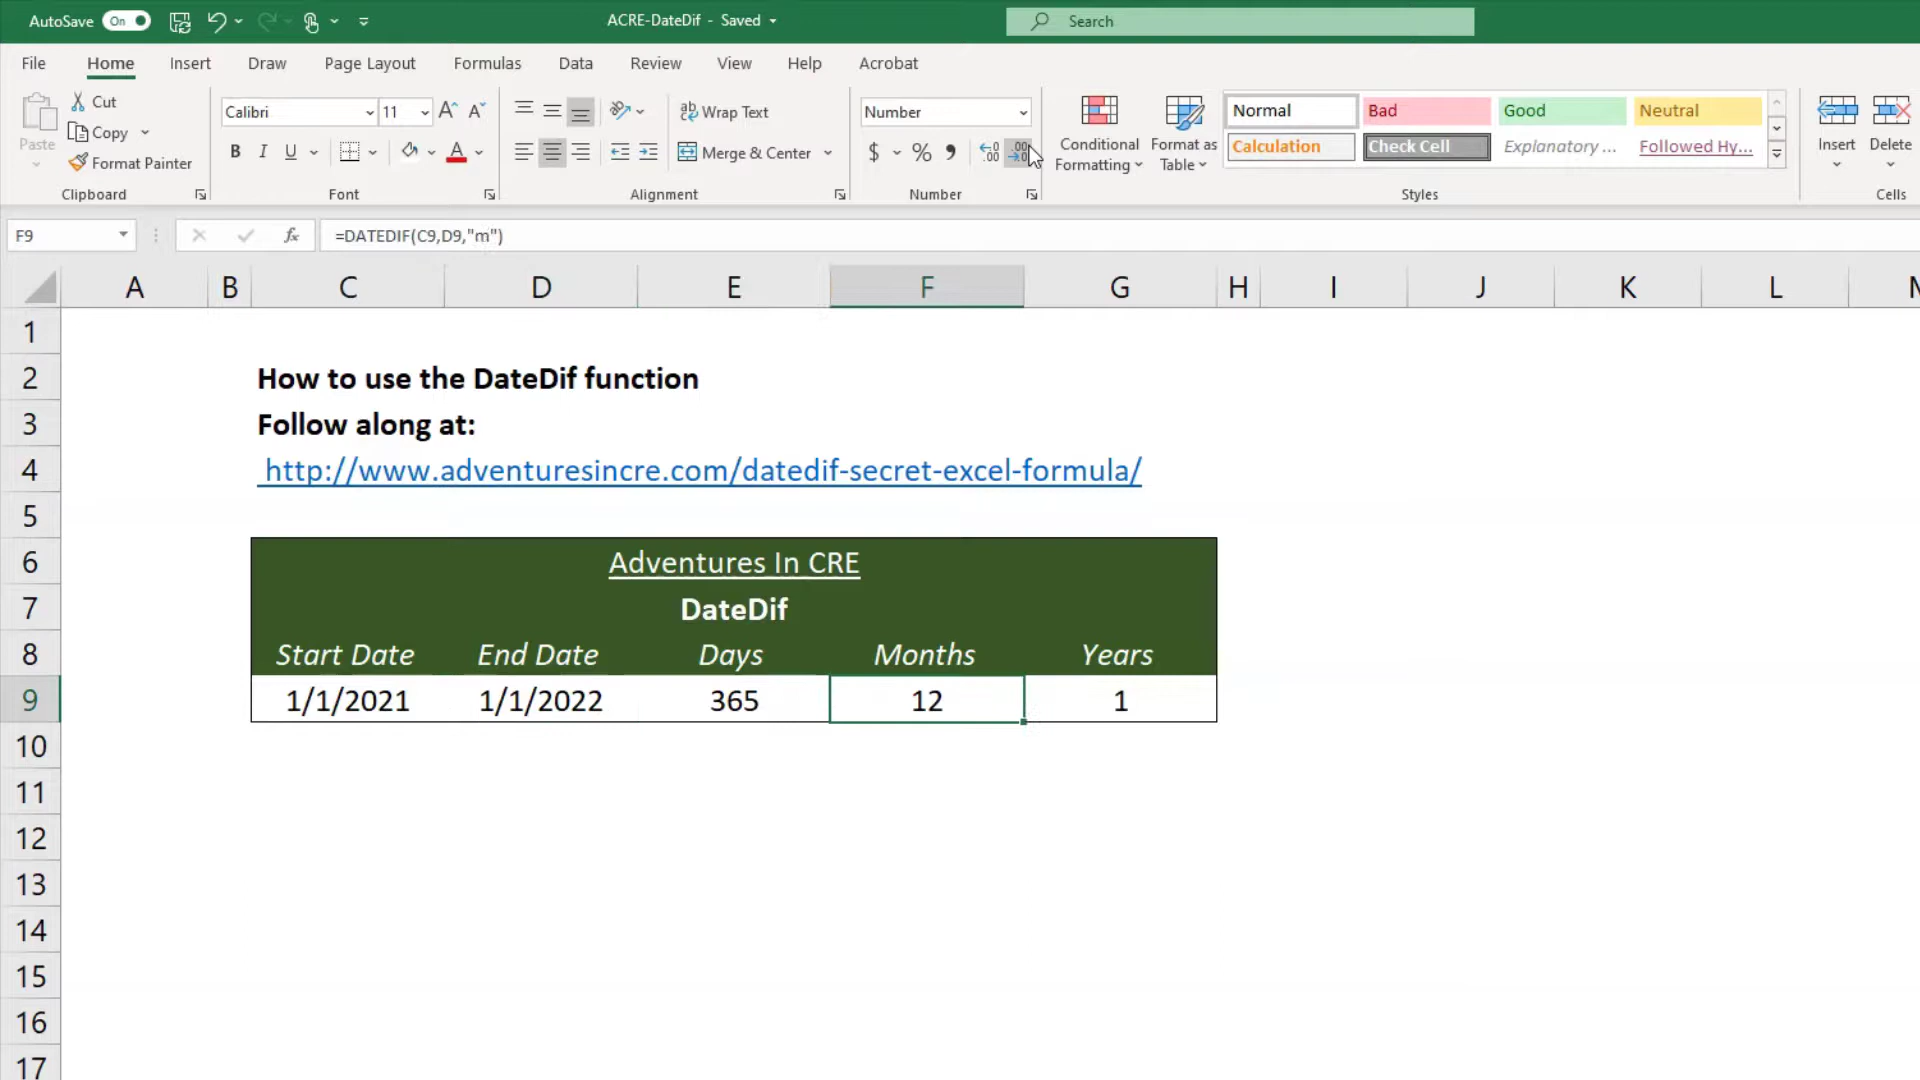 AutoSave On ACRE-DateDif - Saved Search
File Home Insert Draw Page Layout Formulas Data Review View Help Acrobat
Paste
Cut
Copy
Format Painter
Clipboard
Calibri 11
B I U
Font
Wrap Text
Merge & Center
Alignment
Number
$ % ,
Number
Conditional Formatting
Format as Table
Normal Bad Good Neutral
Calculation Check Cell Explanatory ... Followed Hy...
Styles
Insert Delete
Cells
F9 fx =DATEDIF(C9,D9,"m")
A B C D E F G H I J K L
1
2 How to use the DateDif function
3 Follow along at:
4 http://www.adventuresincre.com/datedif-secret-excel-formula/
5
6 Adventures In CRE
7 DateDif
8 Start Date End Date Days Months Years
9 1/1/2021 1/1/2022 365 12 1
10
11
12
13
14
15
16
17